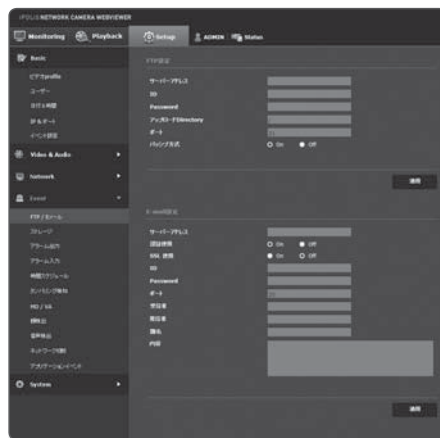 iPOLiS NETWORK CAMERA WEBVIEWER
Monitoring Playback Setup ADMIN Status
Basic
ビデオprofile
ユーザー
日付&時間
IP & ポート
イベント設定
Video & Audio
Network
Event
FTP / Eメール
ストレージ
アラーム出力
アラーム入力
時間スケジュール
タンパリング検知
MD / VA
顔検出
音声検出
ネットワーク切断
アプリケーションイベント
System
FTP設定
サーバーアドレス
ID
Password
アップロードDirectory
ポート
パッシブ方式 On Off
適用
E-mail設定
サーバーアドレス
認証使用 On Off
SSL 使用 On Off
ID
Password
ポート
受信者
発信者
題名
内容
適用